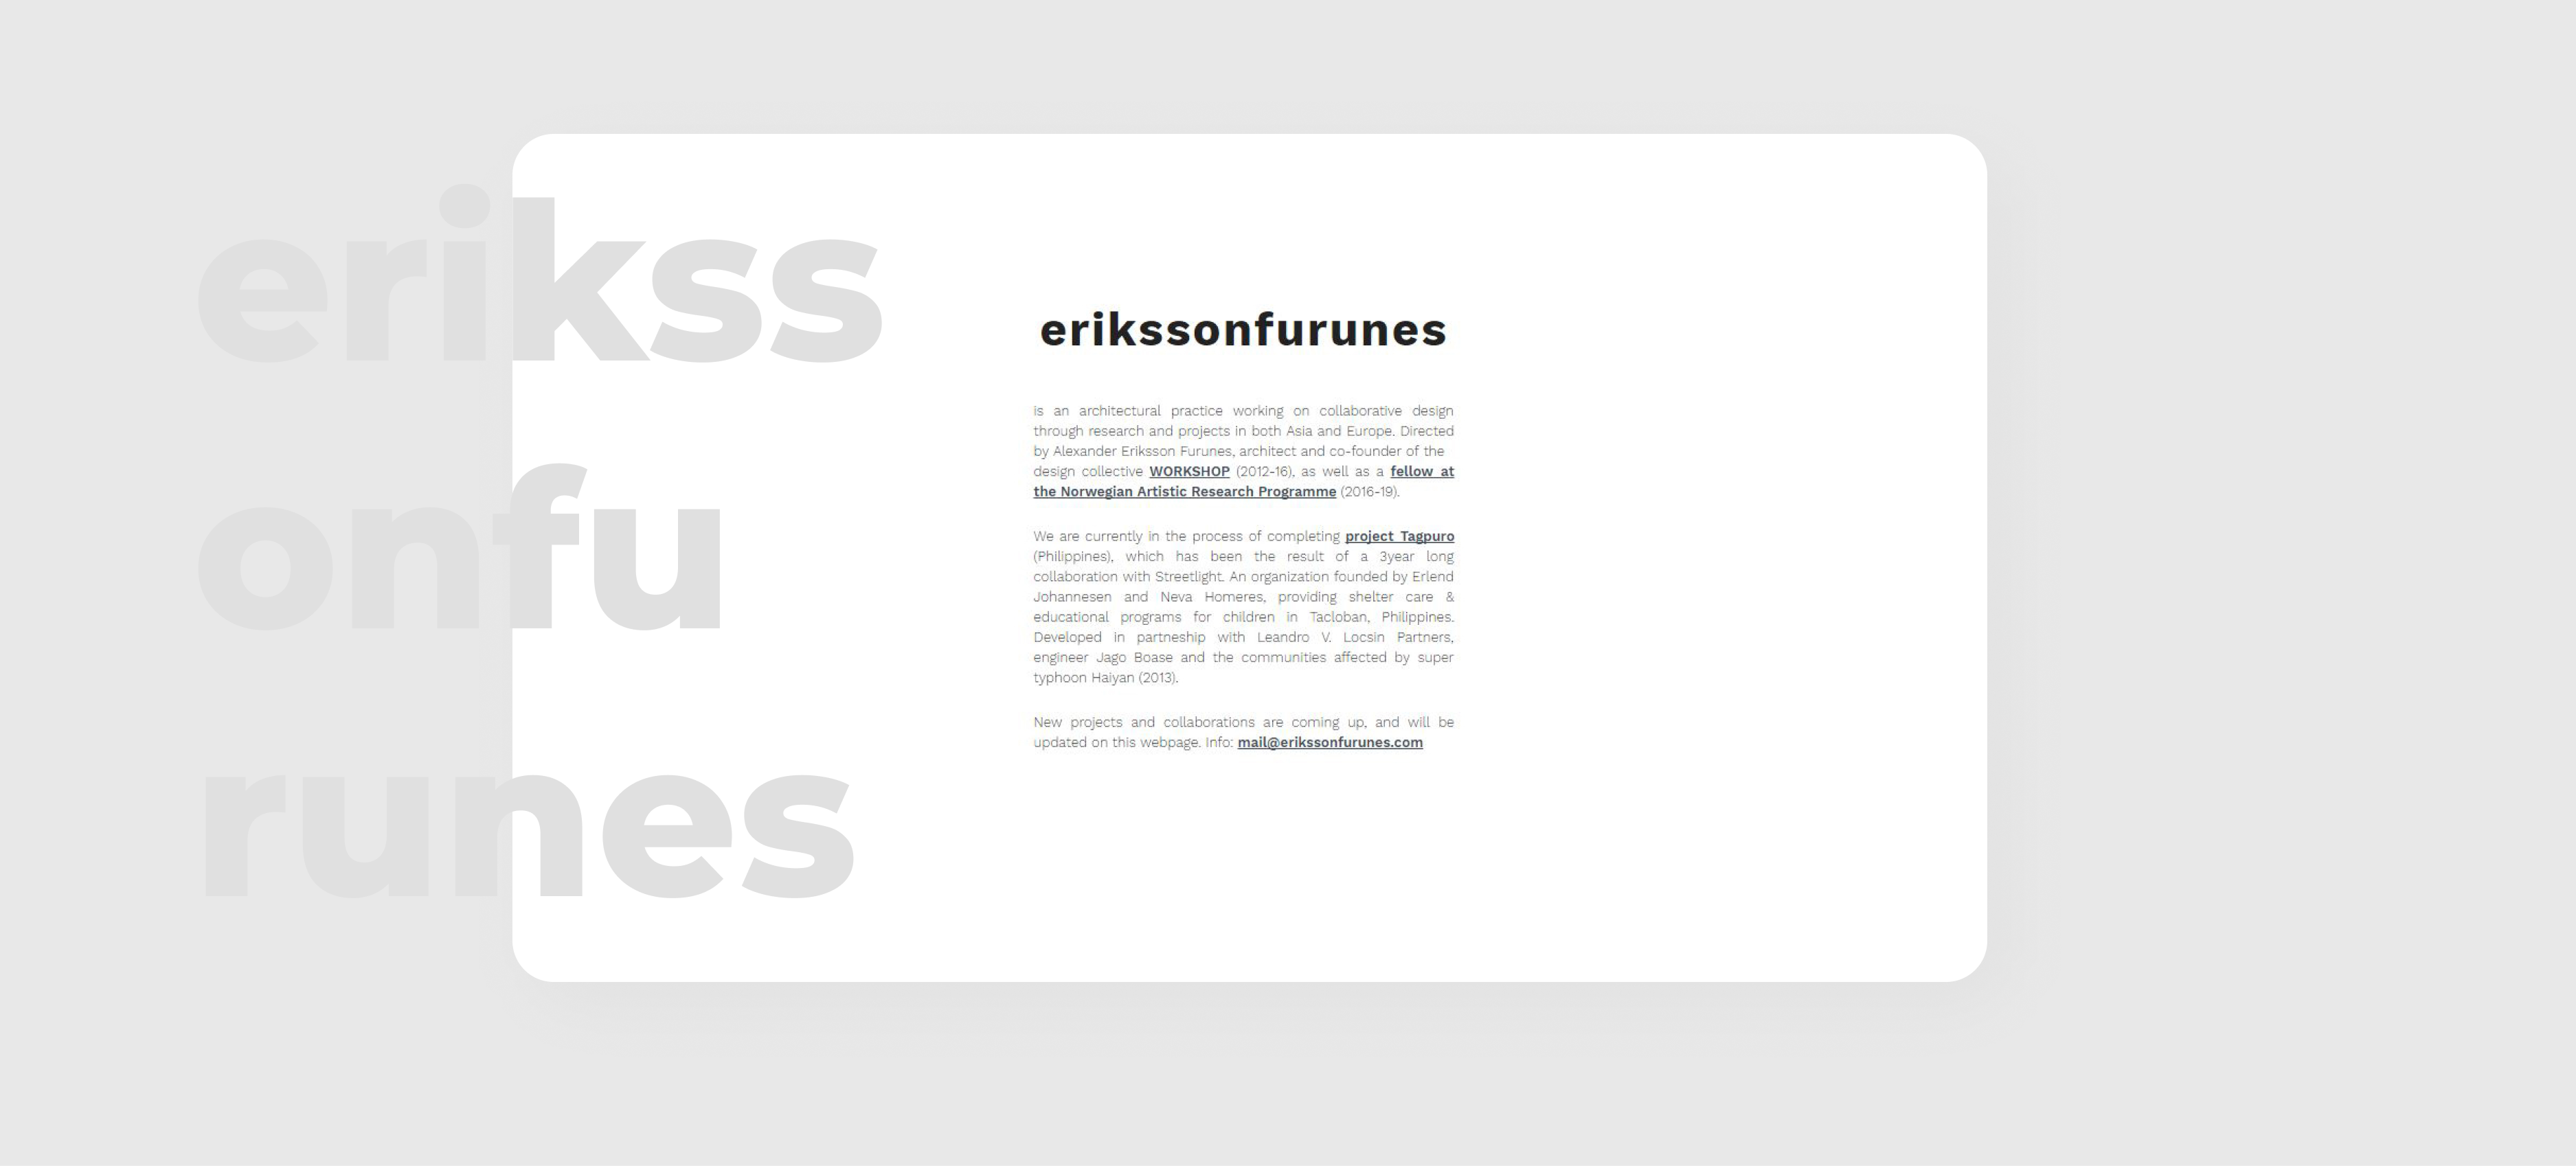 erikss
onfu
runes
erikssonfurunes
is an architectural practice working on collaborative design
through research and projects in both Asia and Europe. Directed
by Alexander Eriksson Furunes, architect and co-founder of the
design collective WORKSHOP (2012-16), as well as a fellow at
the Norwegian Artistic Research Programme (2016-19).
We are currently in the process of completing project Tagpuro
(Philippines), which has been the result of a 3year long
collaboration with Streetlight. An organization founded by Erlend
Johannesen and Neva Homeres, providing shelter care &
educational programs for children in Tacloban, Philippines.
Developed in partneship with Leandro V. Locsin Partners,
engineer Jago Boase and the communities affected by super
typhoon Haiyan (2013).
New projects and collaborations are coming up, and will be
updated on this webpage. Info: mail@erikssonfurunes.com